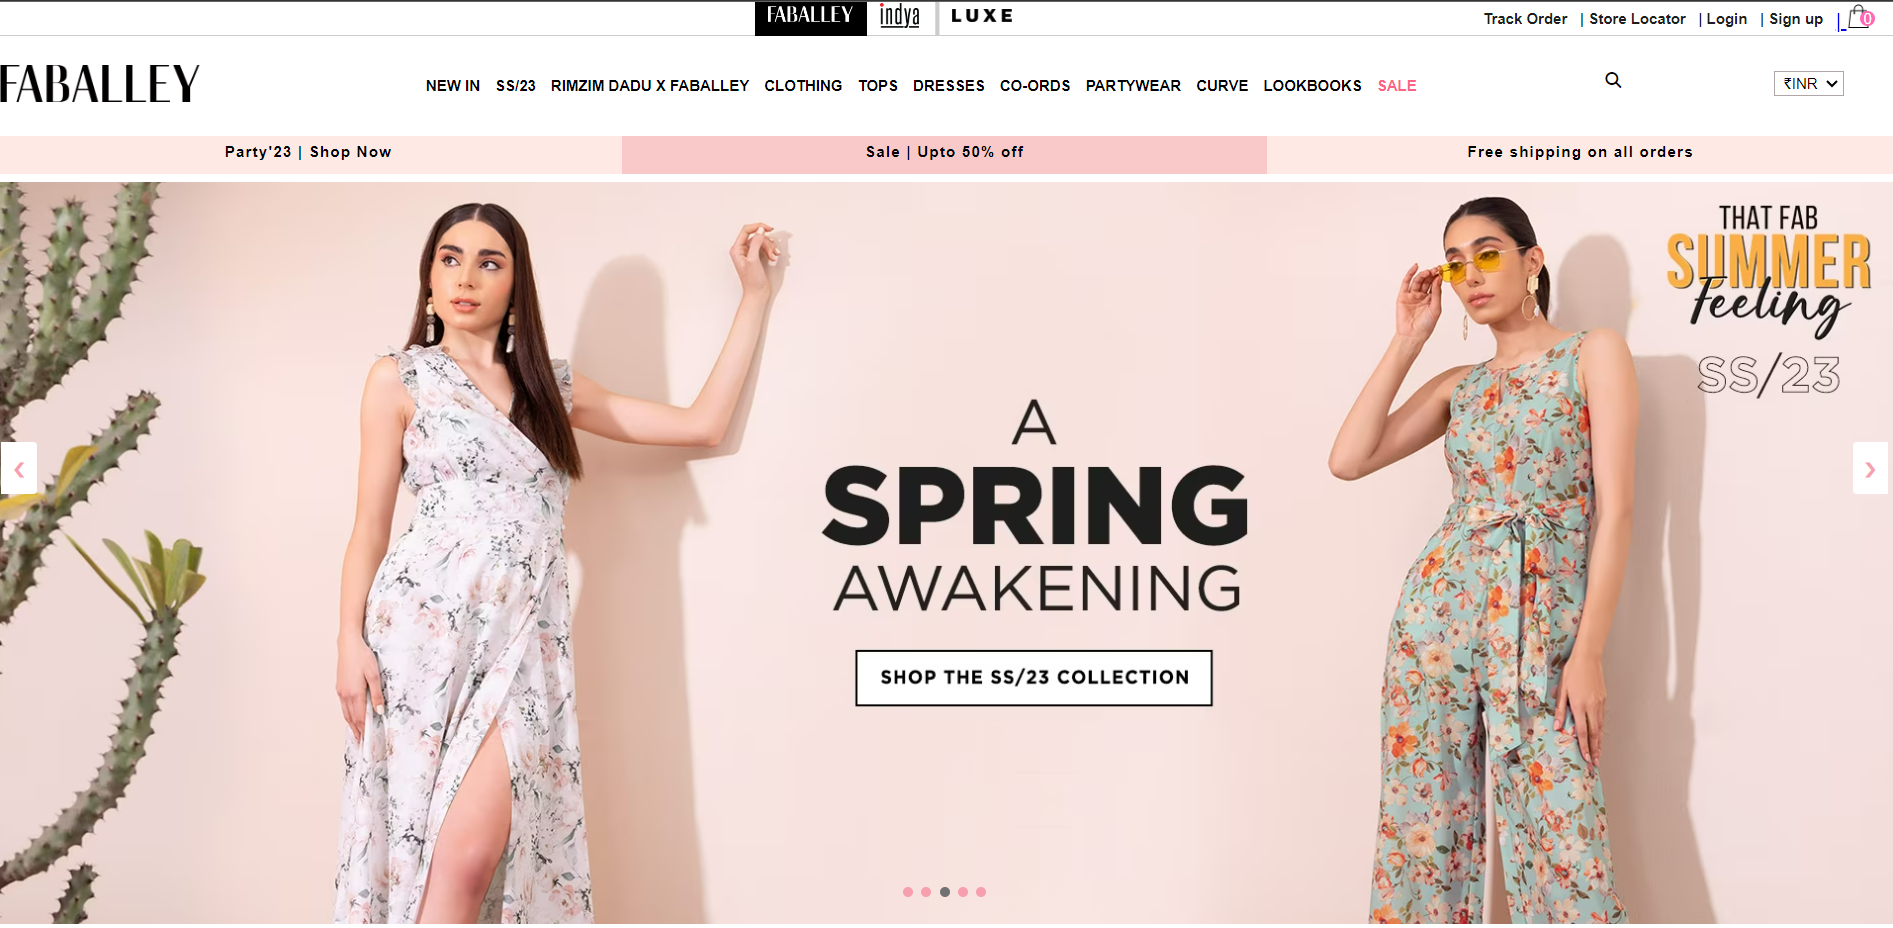 FABALLEY indya LUXE
Track Order | Store Locator | Login | Sign up | 0
FABALLEY
NEW IN SS/23 RIMZIM DADU X FABALLEY CLOTHING TOPS DRESSES CO-ORDS PARTYWEAR CURVE LOOKBOOKS SALE
₹INR
Party'23 | Shop Now
Sale | Upto 50% off
Free shipping on all orders
THAT FAB
SUMMER
feeling
SS/23
A
SPRING
AWAKENING
SHOP THE SS/23 COLLECTION